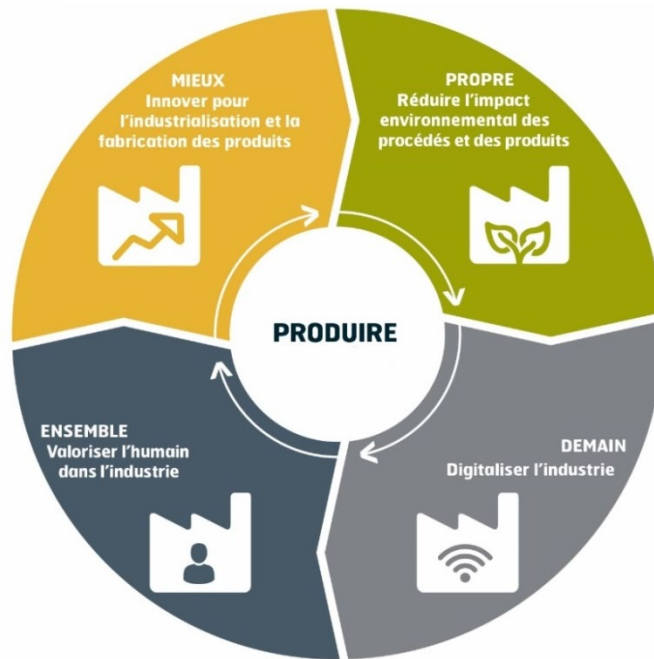 MIEUX
Innover pour
l'industrialisation et la
fabrication des produits
PROPRE
Réduire l'impact
environnemental des
procédés et des produits
PRODUIRE
ENSEMBLE
Valoriser l'humain
dans l'industrie
DEMAIN
Digitaliser l'industrie